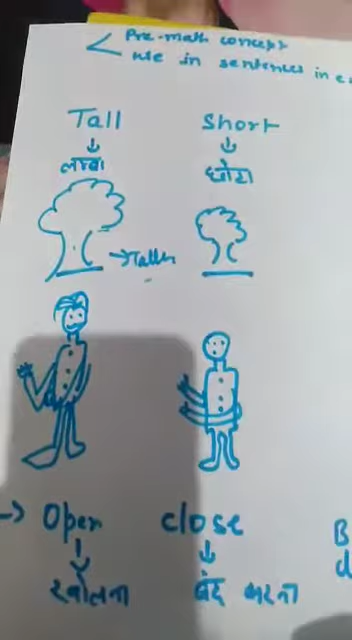 Pre-math concept
use in sentences in
Tall Short
लम्बा छोटा
→ Taller
→ Open close
खोलना बंद करना
B